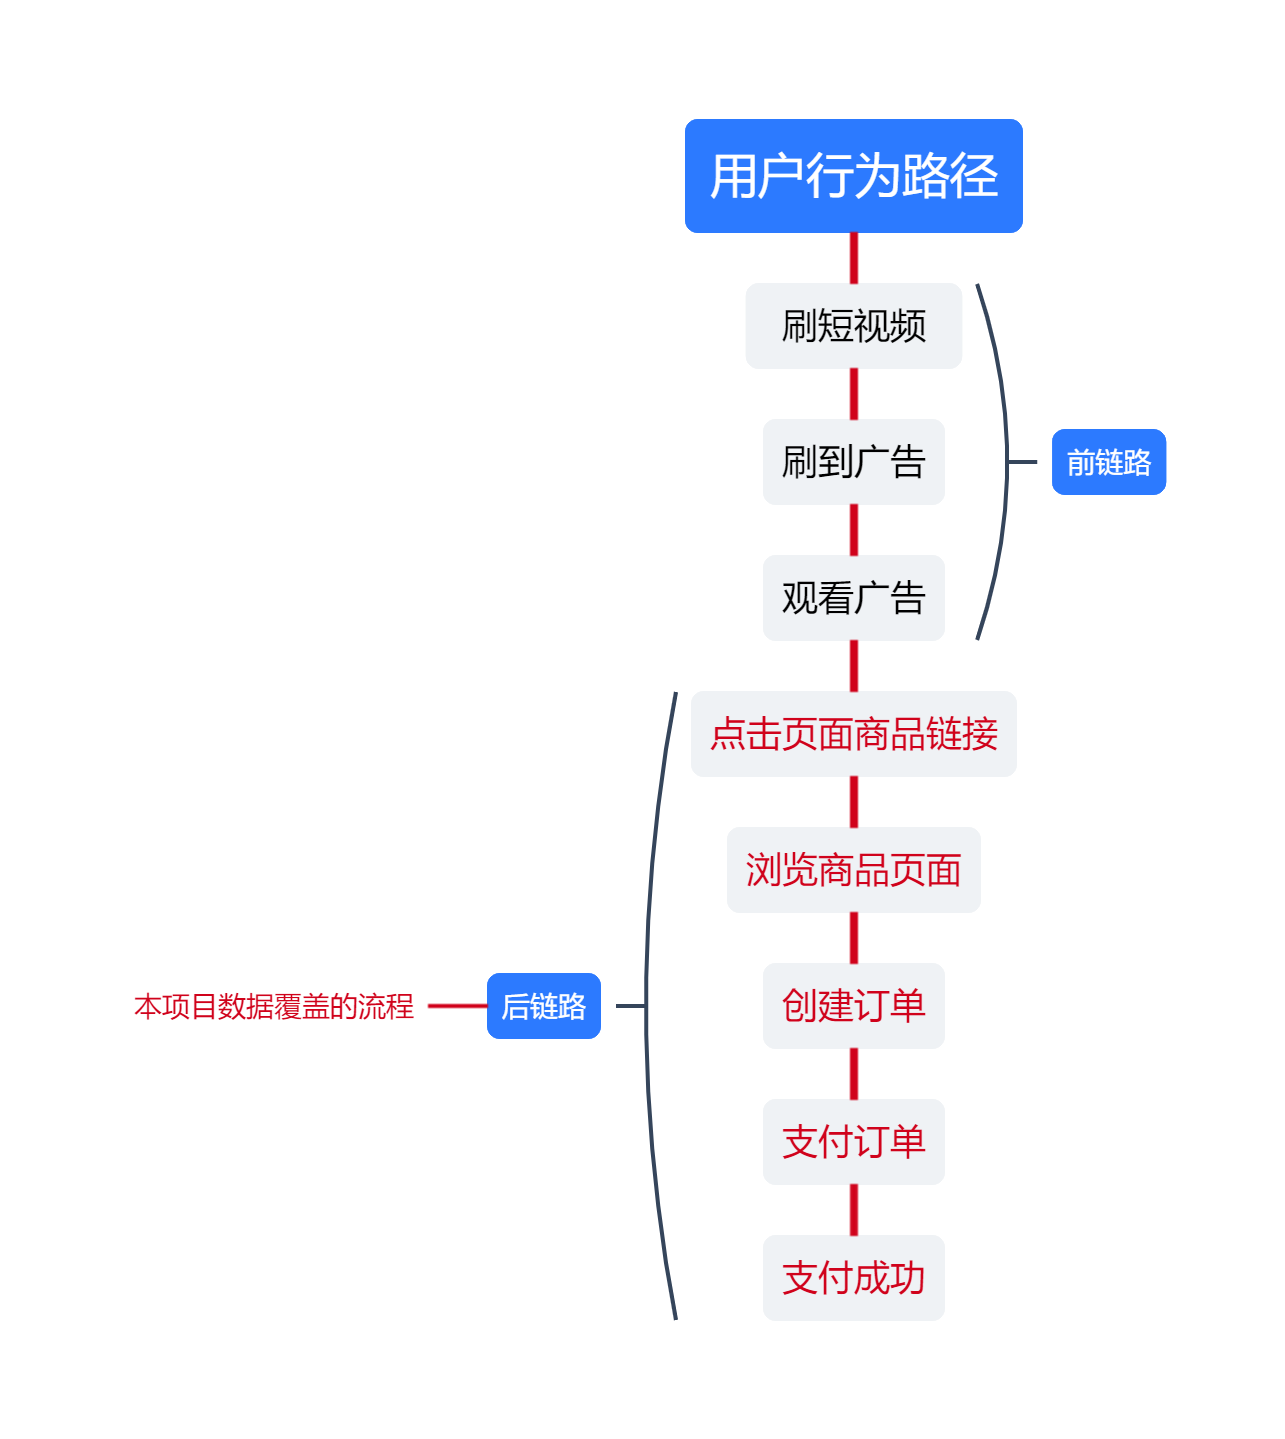 用户行为路径
刷短视频
刷到广告
前链路
观看广告
点击页面商品链接
浏览商品页面
本项目数据覆盖的流程
后链路
创建订单
支付订单
支付成功